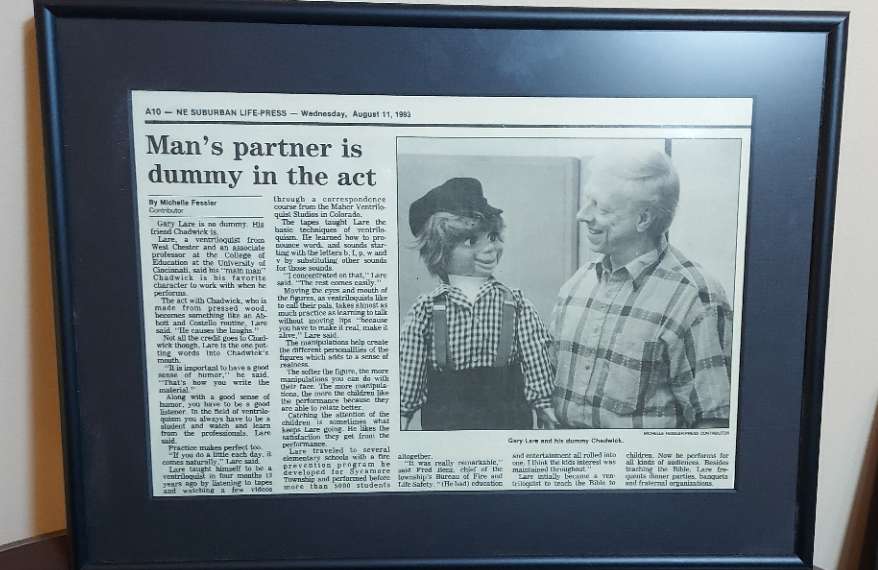 A10 — NE SUBURBAN LIFE-PRESS — Wednesday, August 11, 1993
Man's partner is
dummy in the act
By Michelle Fessler
Contributor
Gary Lare is no dummy. His
friend Chadwick is.
Lare, a ventriloquist from
West Chester and an associate
professor at the College of
Education at the University of
Cincinnati, said his "main man"
Chadwick is his favorite
character to work with when he
performs.
The act with Chadwick, who is
made from pressed wood,
becomes something like an Ab-
bott and Costello routine, Lare
said. "He causes the laughs."
Not all the credit goes to Chad-
wick though. Lare is the one put-
ting words into Chadwick's
mouth.
"It is important to have a good
sense of humor," he said.
"That's how you write the
material."
Along with a good sense of
humor, you have to be a good
listener. In the field of ventrilo-
quism you always have to be a
student and watch and learn
from the professionals, Lare
said.
Practice makes perfect too.
"If you do a little each day, it
comes naturally," Lare said.
Lare taught himself to be a
ventriloquist in four months 13
years ago by listening to tapes
and watching a few videos
through a correspondence
course from the Maher Ventrilo-
quist Studios in Colorado.
The tapes taught Lare the
basic techniques of ventrilo-
quism. He learned how to pro-
nounce word, and sounds star-
ting with the letters b, f, p, w and
v by substituting other sounds
for those sounds.
"I concentrated on that," Lare
said. "The rest comes easily."
Moving the eyes and mouth of
the figures, as ventriloquists like
to call their pals, takes almost as
much practice as learning to talk
without moving lips "because
you have to make it real, make it
alive," Lare said.
The manipulations help create
the different personalities of the
figures which adds to a sense of
realness.
The softer the figure, the more
manipulations you can do with
their face. The more manipula-
tions, the more the children like
the performance because they
are able to relate better.
Catching the attention of the
children is sometimes what
keeps Lare going. He likes the
satisfaction they get from the
performance.
Lare traveled to several
elementary schools with a fire
prevention program he
developed for Sycamore
Township and performed before
more than 5000 students
MICHELLE FESSLER/PRESS CONTRIBUTOR
Gary Lare and his dummy Chadwick.
altogether.
"It was really remarkable,"
said Fred chief of the
township's Bureau of Fire and
Life Safety. "(He had) education
and entertainment all rolled into
one. I think the kids interest was
maintained throughout.
Lare initially became a ven-
triloquist to teach the Bible to
children. Now he performs for
all kinds of audiences. Besides
teaching the Bible, Lare fre-
quents dinner parties, banquets
and fraternal organizations.